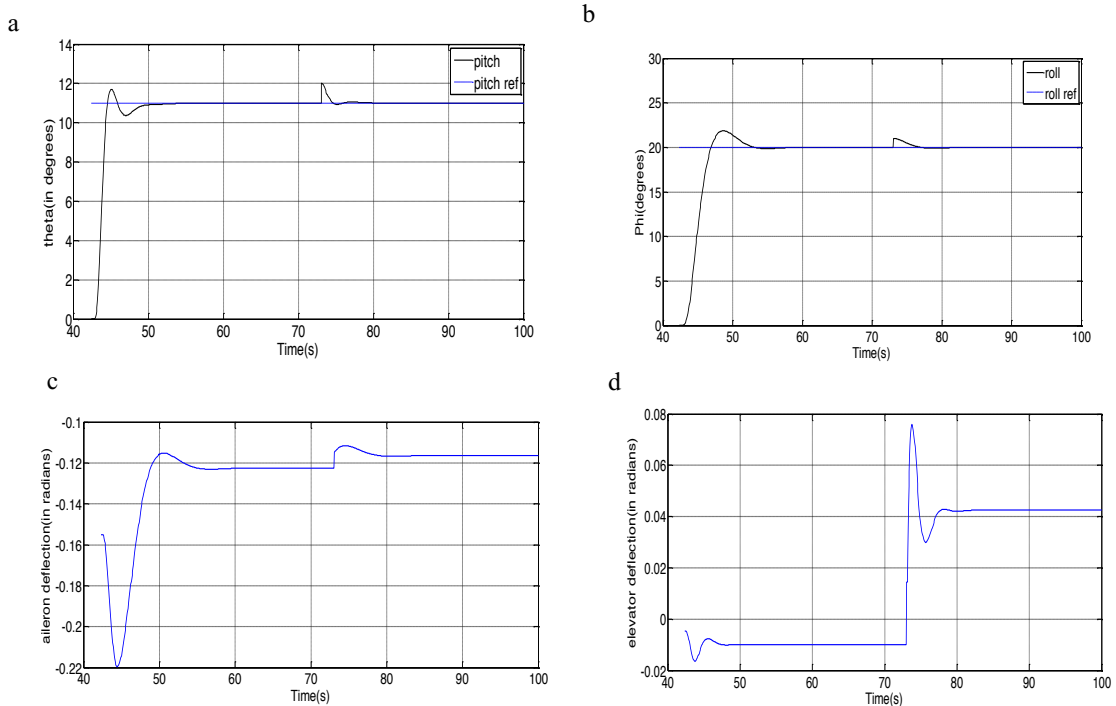 a
14
12
10
8
6
4
2
0
40 50 60 70 80 90 100
theta(in degrees)
Time(s)
pitch
pitch ref
b
30
25
20
15
10
5
0
40 50 60 70 80 90 100
Phi(degrees)
Time(s)
roll
roll ref
c
-0.1
-0.12
-0.14
-0.16
-0.18
-0.2
-0.22
40 50 60 70 80 90 100
aileron deflection(in radians)
Time(s)
d
0.08
0.06
0.04
0.02
0
-0.02
40 50 60 70 80 90 100
elevator deflection(in radians)
Time(s)